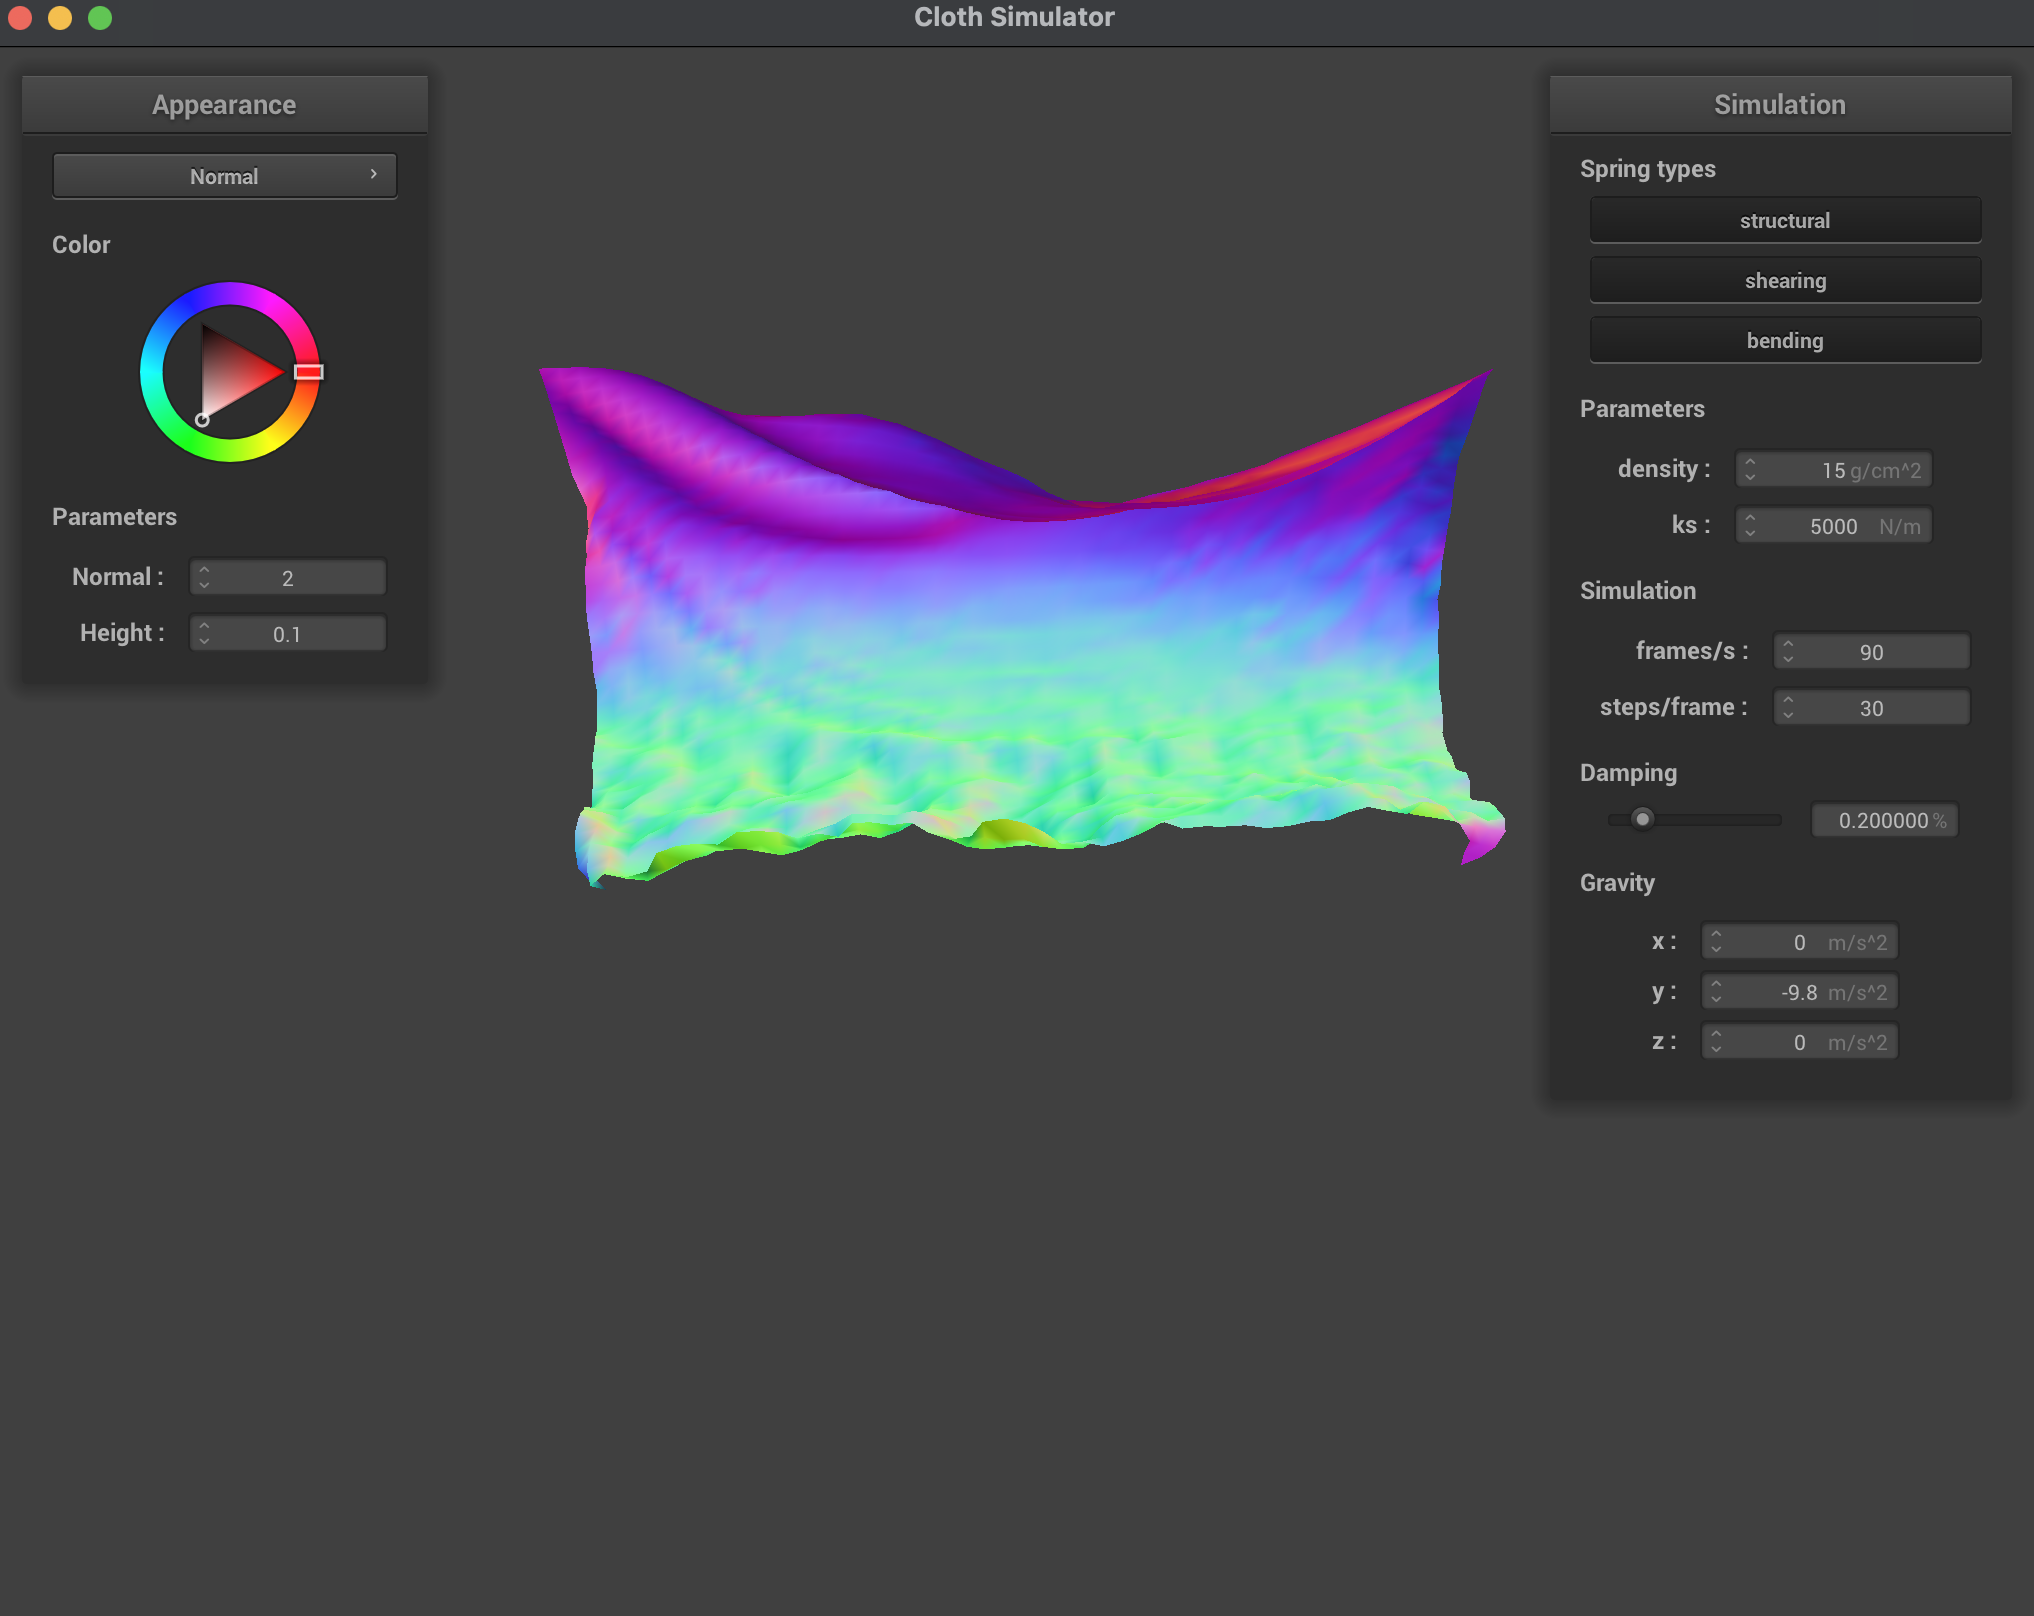 Cloth Simulator
Appearance
Normal
Color
Parameters
Normal : 2
Height : 0.1
Simulation
Spring types
structural
shearing
bending
Parameters
density : 15 g/cm^2
ks : 5000 N/m
Simulation
frames/s : 90
steps/frame : 30
Damping
0.200000 %
Gravity
x : 0 m/s^2
y : -9.8 m/s^2
z : 0 m/s^2